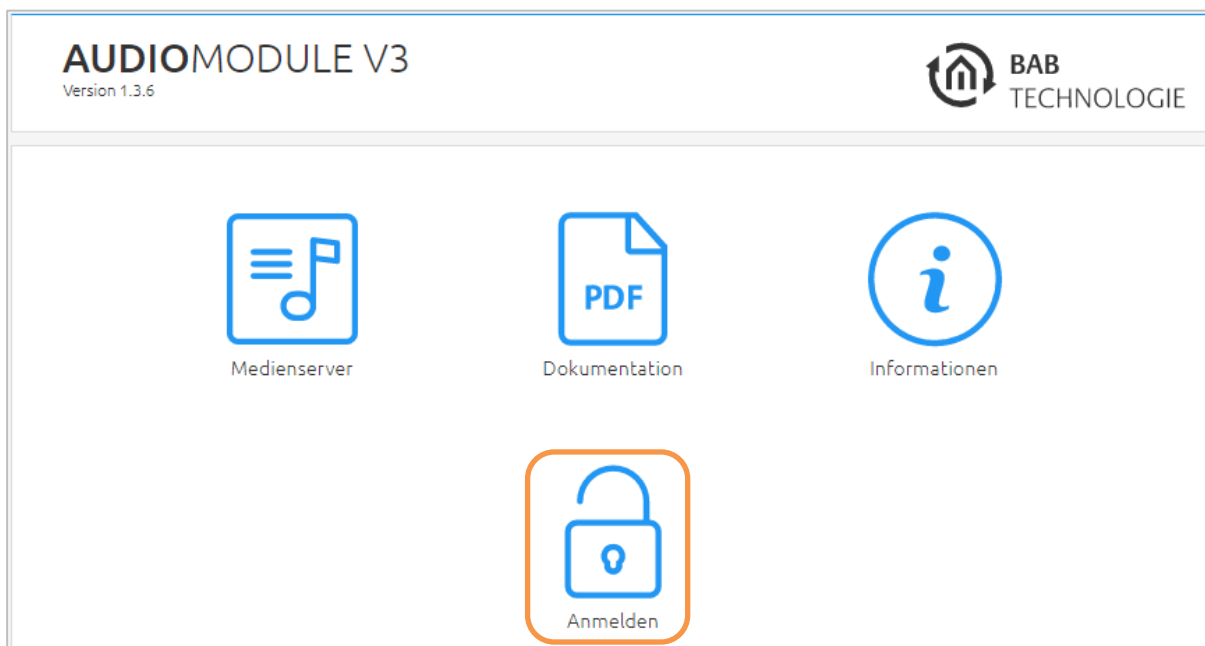 AUDIOMODULE V3
Version 1.3.6
BAB
TECHNOLOGIE
Medienserver
PDF
Dokumentation
i
Informationen
Anmelden